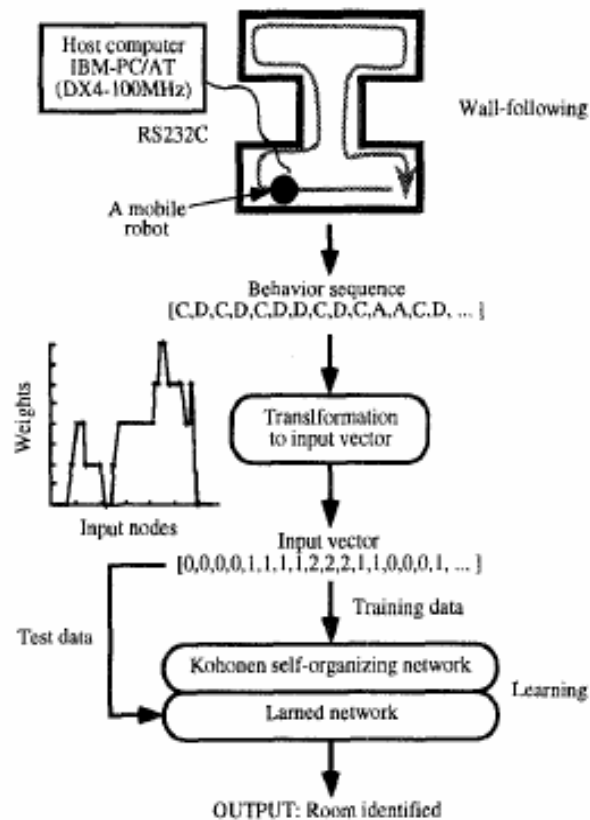 Host computer
IBM-PC/AT
(DX4-100MHz)
RS232C
Wall-following
A mobile
robot
Behavior sequence
[C,D,C,D,C,D,D,C,D,C,A,A,C,D, ... ]
Translformation
to input vector
Weights
Input nodes
Input vector
[0,0,0,0,1,1,1,1,2,2,2,1,1,0,0,0,1, ... ]
Training data
Test data
Kohonen self-organizing network
Learning
Larned network
OUTPUT: Room identified